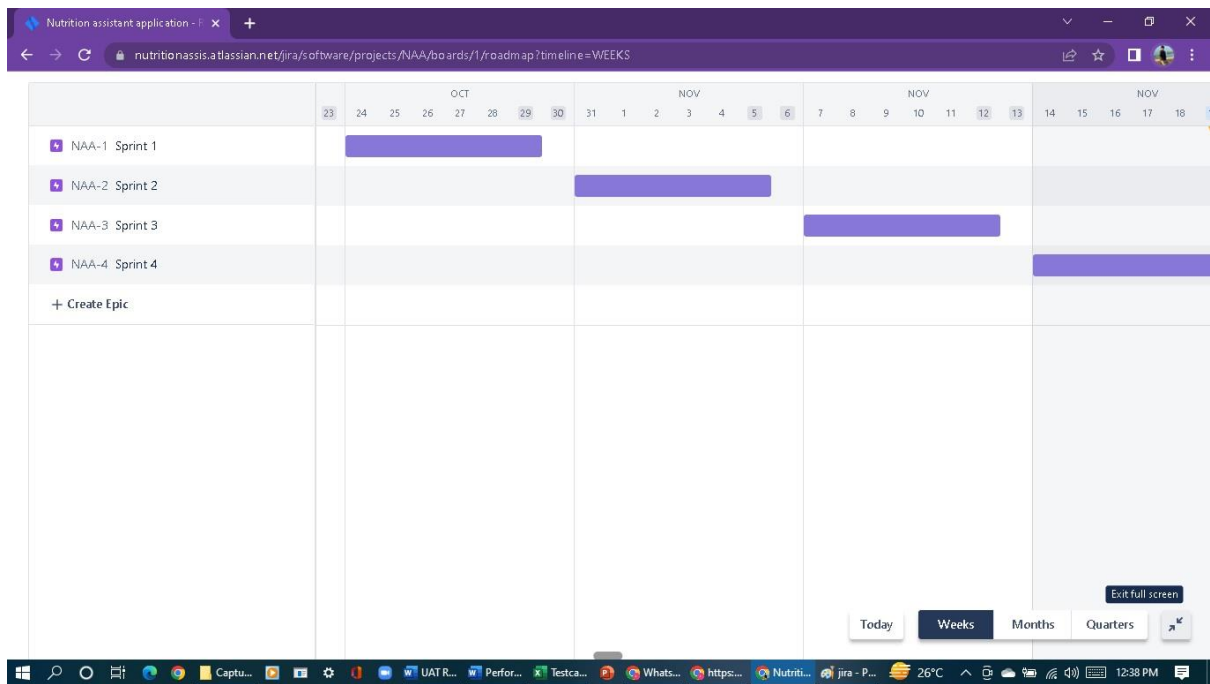 Nutrition assistant application -
nutritionassis.atlassian.net/jira/software/projects/NAA/boards/1/roadmap?timeline=WEEKS
OCT NOV NOV NOV
23 24 25 26 27 28 29 30 31 1 2 3 4 5 6 7 8 9 10 11 12 13 14 15 16 17 18
NAA-1 Sprint 1
NAA-2 Sprint 2
NAA-3 Sprint 3
NAA-4 Sprint 4
+ Create Epic
Exit full screen
Today Weeks Months Quarters
Captu... UAT R... Perfor... Testca... Whats... https:... Nutriti... jira - P... 26°C 12:38 PM